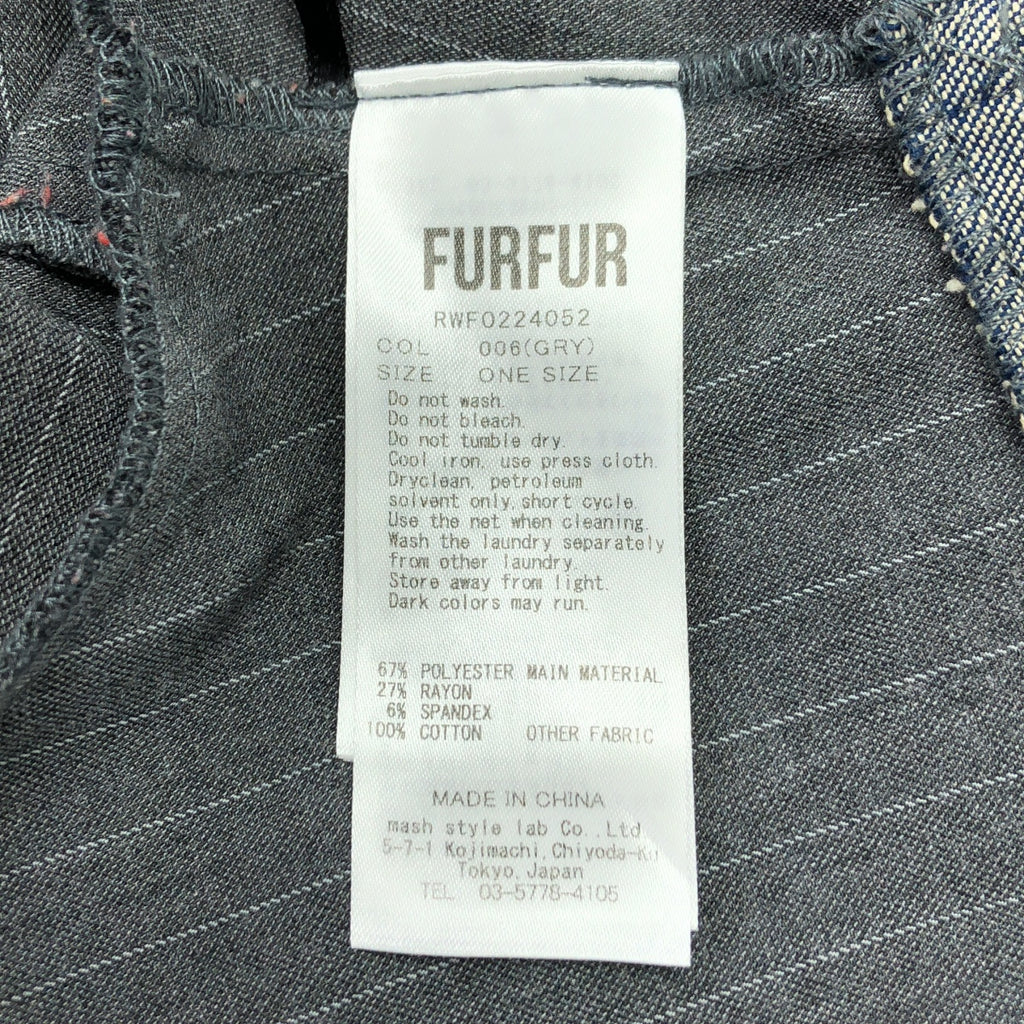 FURFUR
RWF0224052
COL 006(GRY)
SIZE ONE SIZE
Do not wash.
Do not bleach.
Do not tumble dry.
Cool iron, use press cloth.
Dryclean, petroleum
solvent only,short cycle.
Use the net when cleaning.
Wash the laundry separately
from other laundry.
Store away from light.
Dark colors may run.
67% POLYESTER MAIN MATERIAL
27% RAYON
6% SPANDEX
100% COTTON OTHER FABRIC
MADE IN CHINA
mash style lab Co.,Ltd.
5-7-1 Kojimachi,Chiyoda-Ku
Tokyo,Japan
TEL 03-5778-4105